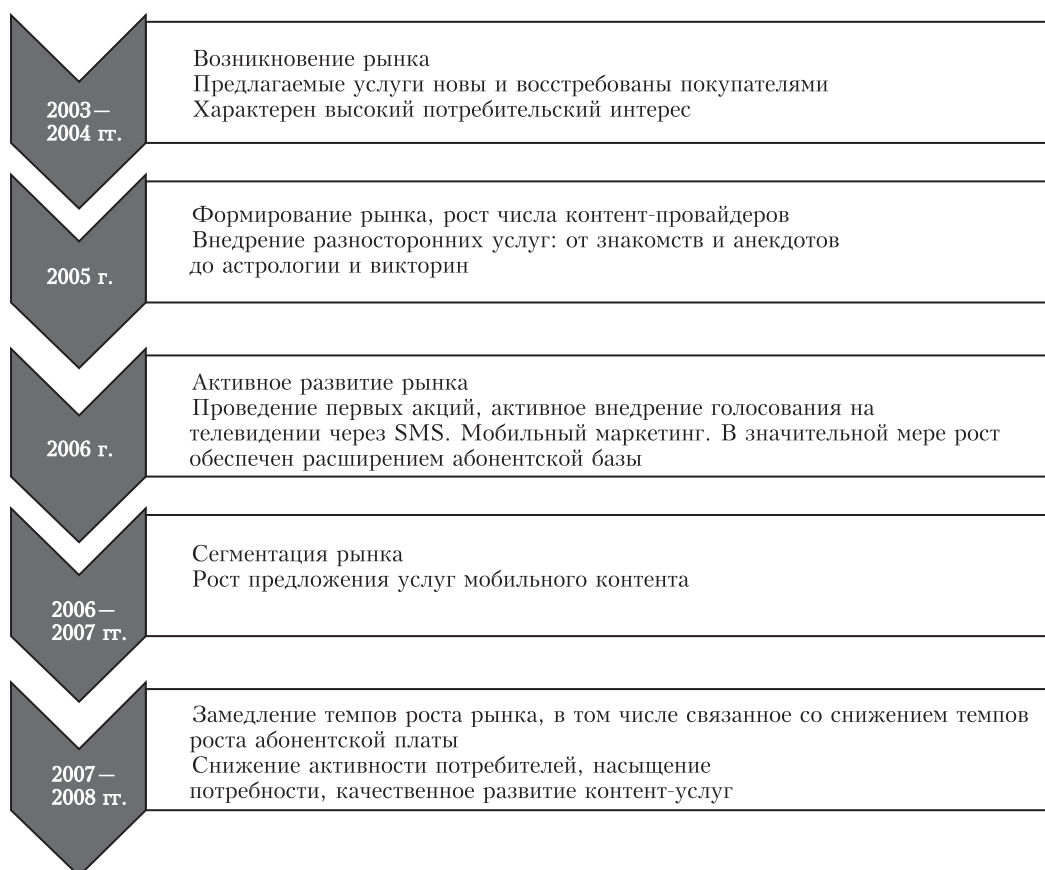 2003—
2004 гг.
Возникновение рынка
Предлагаемые услуги новы и восстребованы покупателями
Характерен высокий потребительский интерес
2005 г.
Формирование рынка, рост числа контент-провайдеров
Внедрение разносторонних услуг: от знакомств и анекдотов
до астрологии и викторин
2006 г.
Активное развитие рынка
Проведение первых акций, активное внедрение голосования на
телевидении через SMS. Мобильный маркетинг. В значительной мере рост
обеспечен расширением абонентской базы
2006—
2007 гг.
Сегментация рынка
Рост предложения услуг мобильного контента
2007—
2008 гг.
Замедление темпов роста рынка, в том числе связанное со снижением темпов
роста абонентской платы
Снижение активности потребителей, насыщение
потребности, качественное развитие контент-услуг